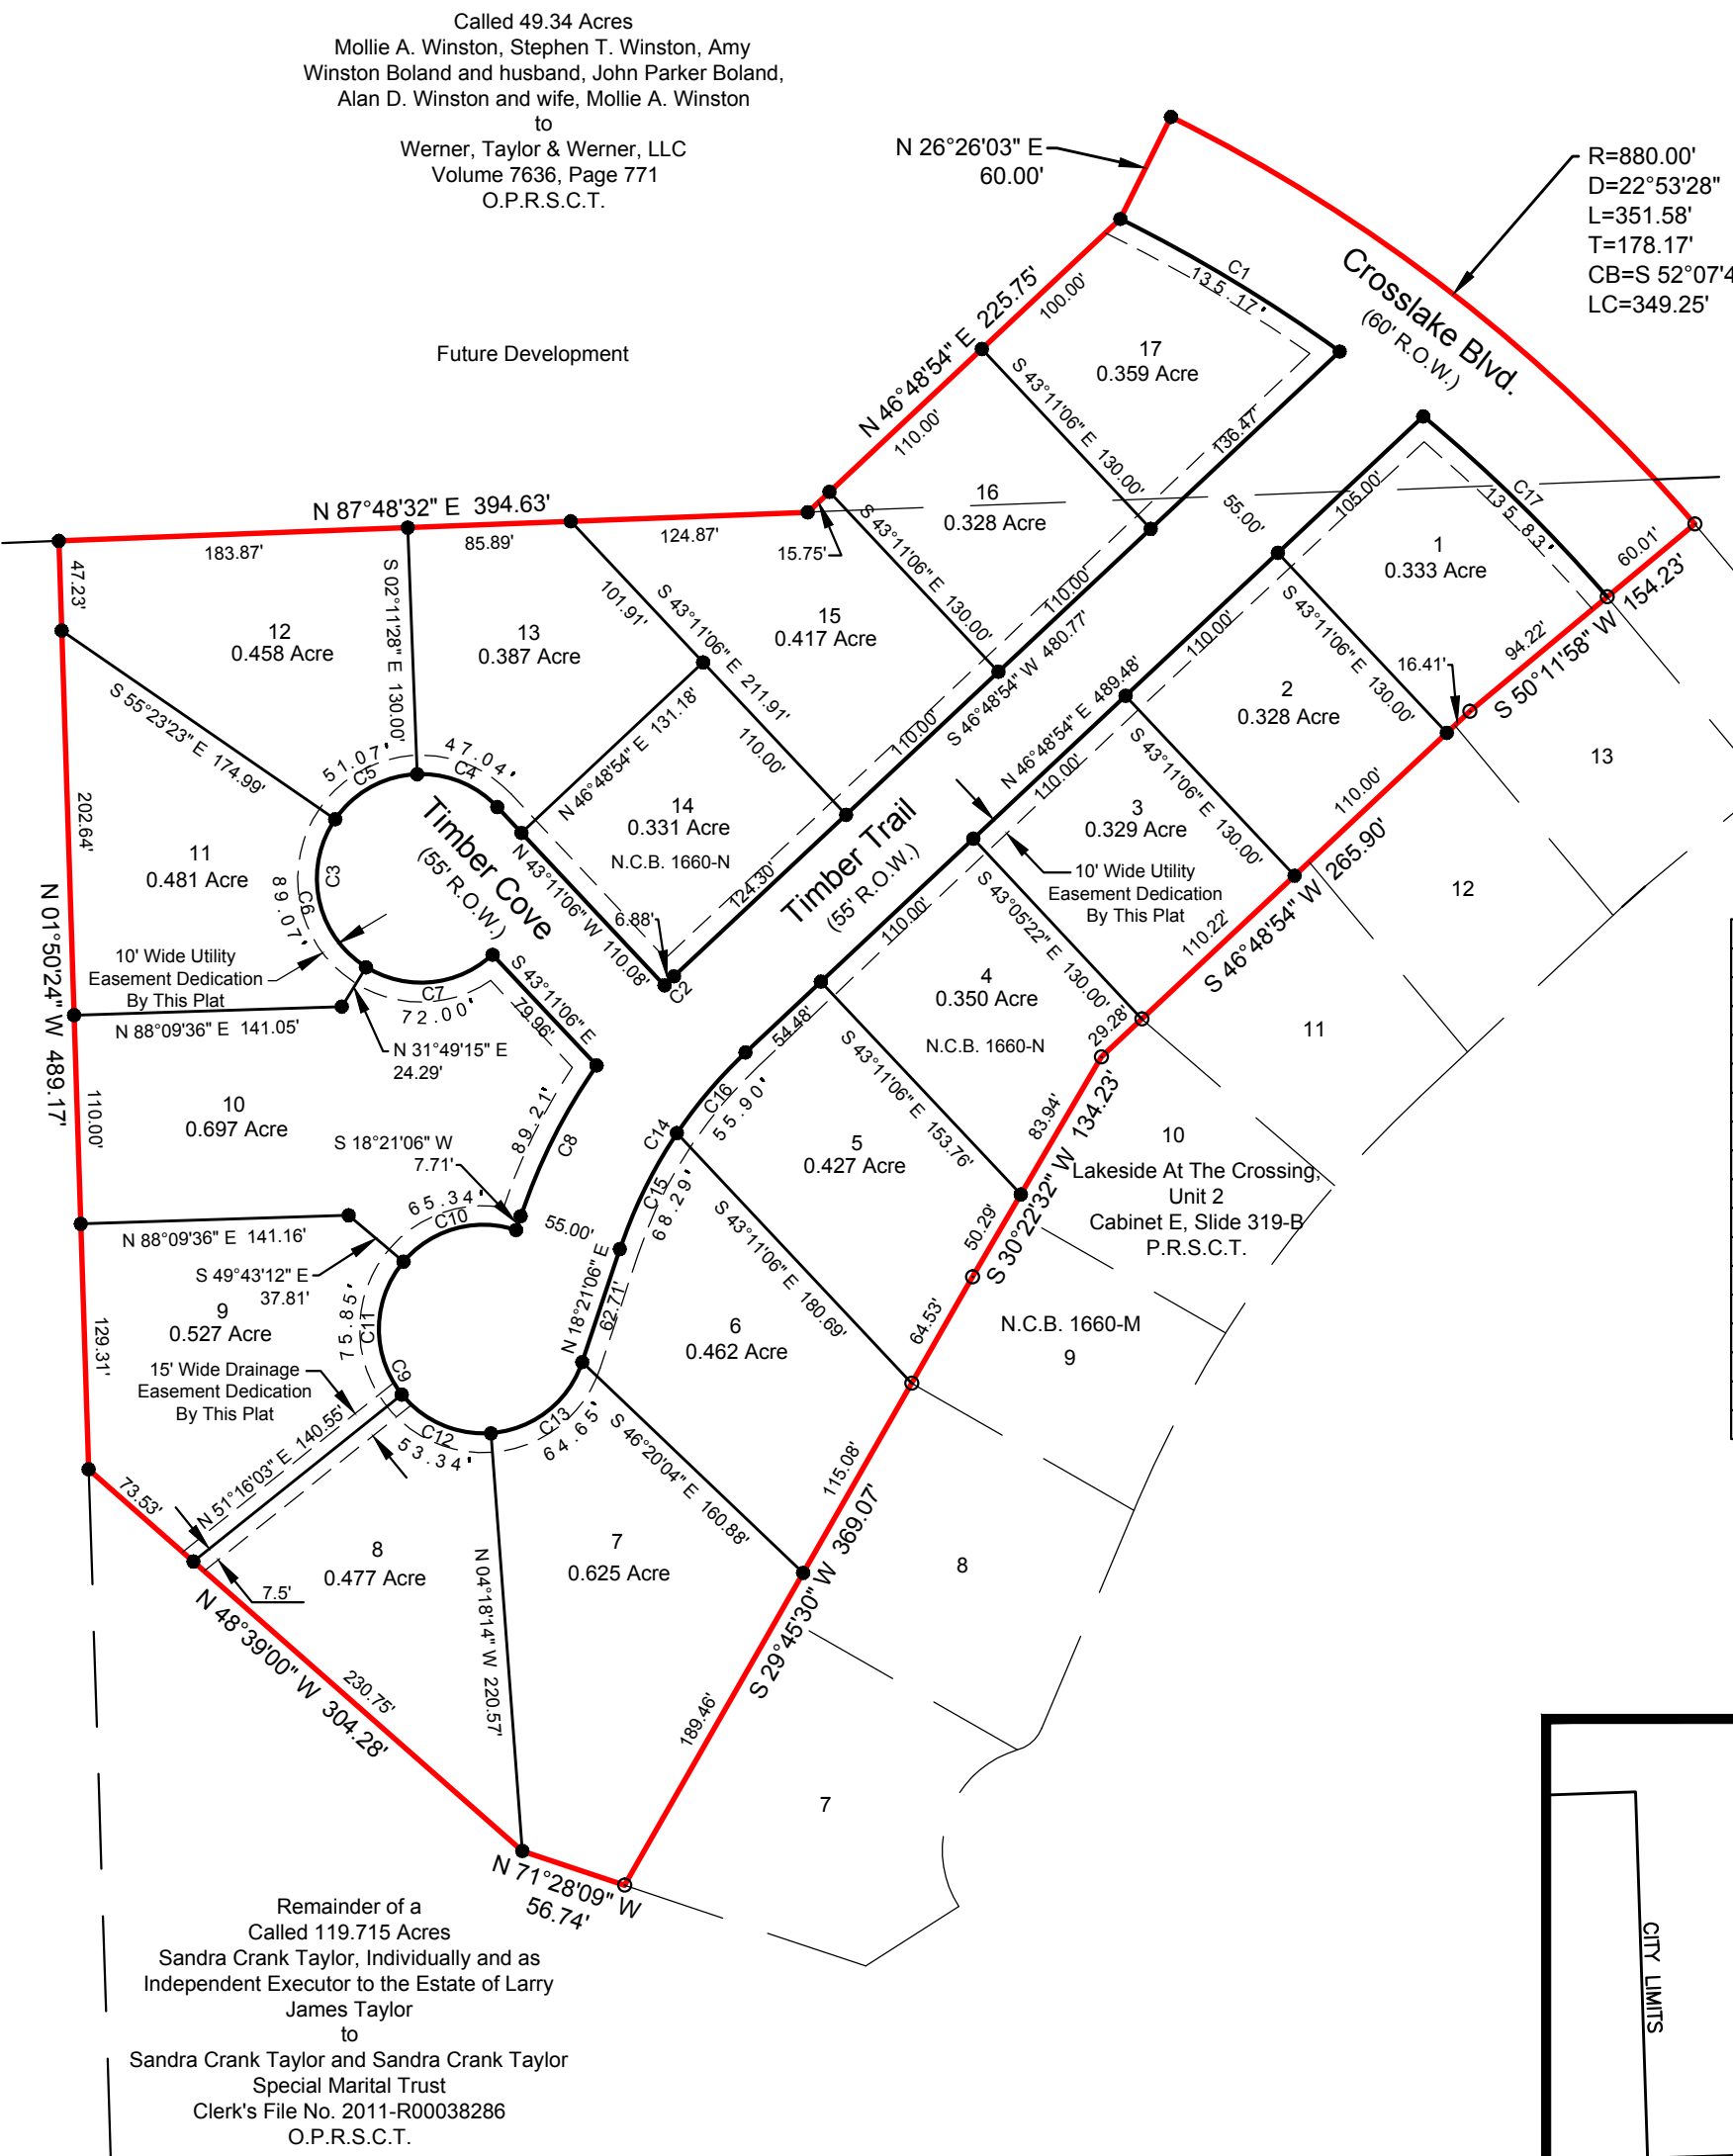 Called 49.34 Acres
Mollie A. Winston, Stephen T. Winston, Amy
Winston Boland and husband, John Parker Boland,
Alan D. Winston and wife, Mollie A. Winston
to
Werner, Taylor & Werner, LLC
Volume 7636, Page 771
O.P.R.S.C.T.
N 26°26'03" E
60.00'
R=880.00'
D=22°53'28"
L=351.58'
T=178.17'
CB=S 52°07'4
LC=349.25'
Crosslake Blvd.
(60' R.O.W.)
C1
135.17'
Future Development
N 46°48'54" E 225.75'
100.00'
110.00'
15.75'
17
0.359 Acre
S 43°11'06" E 130.00'
136.47'
16
0.328 Acre
S 43°11'06" E 130.00'
110.00'
55.00'
105.00'
C17
135.83'
1
0.333 Acre
60.01'
S 50°11'58" W 154.23'
94.22'
16.41'
S 43°11'06" E 130.00'
N 87°48'32" E 394.63'
183.87'
85.89'
124.87'
47.23'
12
0.458 Acre
S 02°11'28" E 130.00'
13
0.387 Acre
101.91'
S 43°11'06" E 211.91'
110.00'
15
0.417 Acre
S 46°48'54" W 480.77'
110.00'
N 46°48'54" E 489.48'
110.00'
2
0.328 Acre
13
S 55°23'23" E 174.99'
51.07'
C5
47.04'
C4
N 46°48'54" E 131.18'
14
0.331 Acre
N.C.B. 1660-N
Timber Cove
(55' R.O.W.)
N 43°11'06" W 110.08'
6.88'
C2
124.30'
Timber Trail
(55' R.O.W.)
110.00'
3
0.329 Acre
S 43°11'06" E 130.00'
110.00'
10' Wide Utility
Easement Dedication
By This Plat
12
S 46°48'54" W 265.90'
110.22'
29.28'
202.64'
N 01°50'24" W 489.17'
11
0.481 Acre
C3
C6
89.07'
10' Wide Utility
Easement Dedication
By This Plat
N 88°09'36" E 141.05'
C7
72.00'
N 31°49'15" E
24.29'
S 43°11'06" E
79.96'
110.00'
S 43°05'22" E 130.00'
4
0.350 Acre
N.C.B. 1660-N
11
54.48'
S 43°11'06" E 153.76'
83.94'
S 30°22'32" W 134.23'
50.29'
110.00'
10
0.697 Acre
S 18°21'06" W
7.71'
89.21'
C8
C14
C16
55.90'
C15
68.29'
5
0.427 Acre
10
Lakeside At The Crossing,
Unit 2
Cabinet E, Slide 319-B
P.R.S.C.T.
N.C.B. 1660-M
9
N 88°09'36" E 141.16'
S 49°43'12" E
37.81'
65.34'
C10
55.00'
N 18°21'06" E
62.71'
S 43°11'06" E 180.69'
64.53'
9
0.527 Acre
129.31'
75.85'
C11
C9
15' Wide Drainage
Easement Dedication
By This Plat
6
0.462 Acre
C12
53.34'
C13
64.65'
S 46°20'04" E 160.88'
115.08'
S 29°45'30" W 369.07'
189.46'
73.53'
N 51°16'03" E 140.55'
7.5'
8
0.477 Acre
N 04°18'14" W 220.57'
7
0.625 Acre
8
N 48°39'00" W 304.28'
230.75'
N 71°28'09" W
56.74'
7
Remainder of a
Called 119.715 Acres
Sandra Crank Taylor, Individually and as
Independent Executor to the Estate of Larry
James Taylor
to
Sandra Crank Taylor and Sandra Crank Taylor
Special Marital Trust
Clerk's File No. 2011-R00038286
O.P.R.S.C.T.
CITY LIMITS